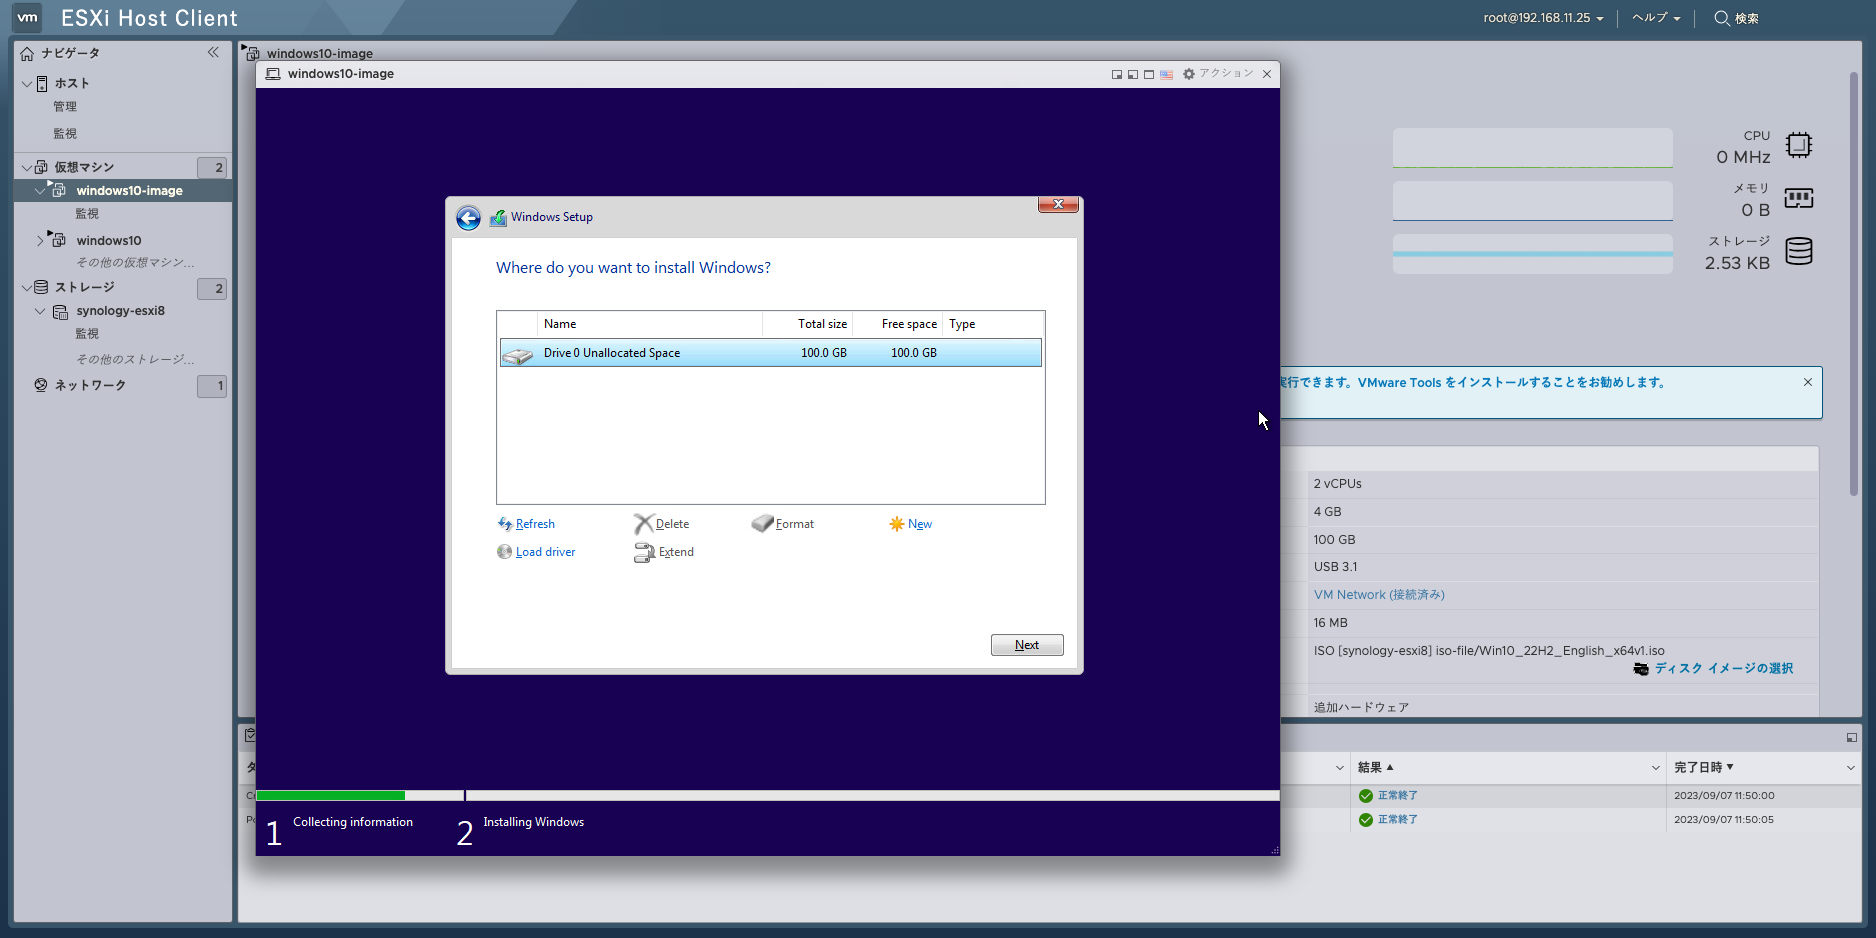 vm ESXi Host Client
root@192.168.11.25 ヘルプ 検索
ナビゲータ
ホスト
管理
監視
仮想マシン 2
windows10-image
監視
windows10
その他の仮想マシン...
ストレージ 2
synology-esxi8
監視
その他のストレージ...
ネットワーク 1
windows10-image
windows10-image
アクション
Windows Setup
Where do you want to install Windows?
Name Total size Free space Type
Drive 0 Unallocated Space 100.0 GB 100.0 GB
Refresh Delete Format New
Load driver Extend
Next
1 Collecting information 2 Installing Windows
CPU
0 MHz
メモリ
0 B
ストレージ
2.53 KB
実行できます。VMware Tools をインストールすることをお勧めします。
2 vCPUs
4 GB
100 GB
USB 3.1
VM Network (接続済み)
16 MB
ISO [synology-esxi8] iso-file/Win10_22H2_English_x64v1.iso
ディスク イメージの選択
追加ハードウェア
結果 完了日時
正常終了 2023/09/07 11:50:00
正常終了 2023/09/07 11:50:05